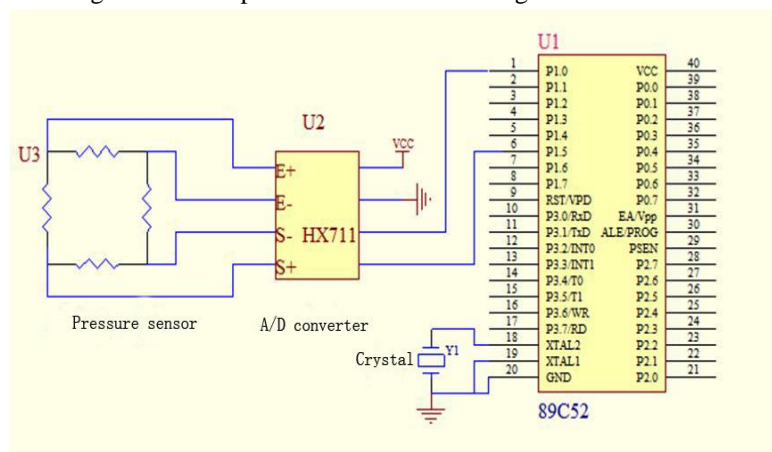 U1
1 P1.0 VCC 40
2 P1.1 P0.0 39
3 P1.2 P0.1 38
4 P1.3 P0.2 37
5 P1.4 P0.3 36
6 P1.5 P0.4 35
7 P1.6 P0.5 34
8 P1.7 P0.6 33
9 RST/VPD P0.7 32
10 P3.0/RxD EA/Vpp 31
11 P3.1/TxD ALE/PROG 30
12 P3.2/INT0 PSEN 29
13 P3.3/INT1 P2.7 28
14 P3.4/T0 P2.6 27
15 P3.5/T1 P2.5 26
16 P3.6/WR P2.4 25
17 P3.7/RD P2.3 24
18 XTAL2 P2.2 23
19 XTAL1 P2.1 22
20 GND P2.0 21
89C52
U2
VCC
E+
E-
S- HX711
S+
A/D converter
U3
Pressure sensor
Crystal Y1